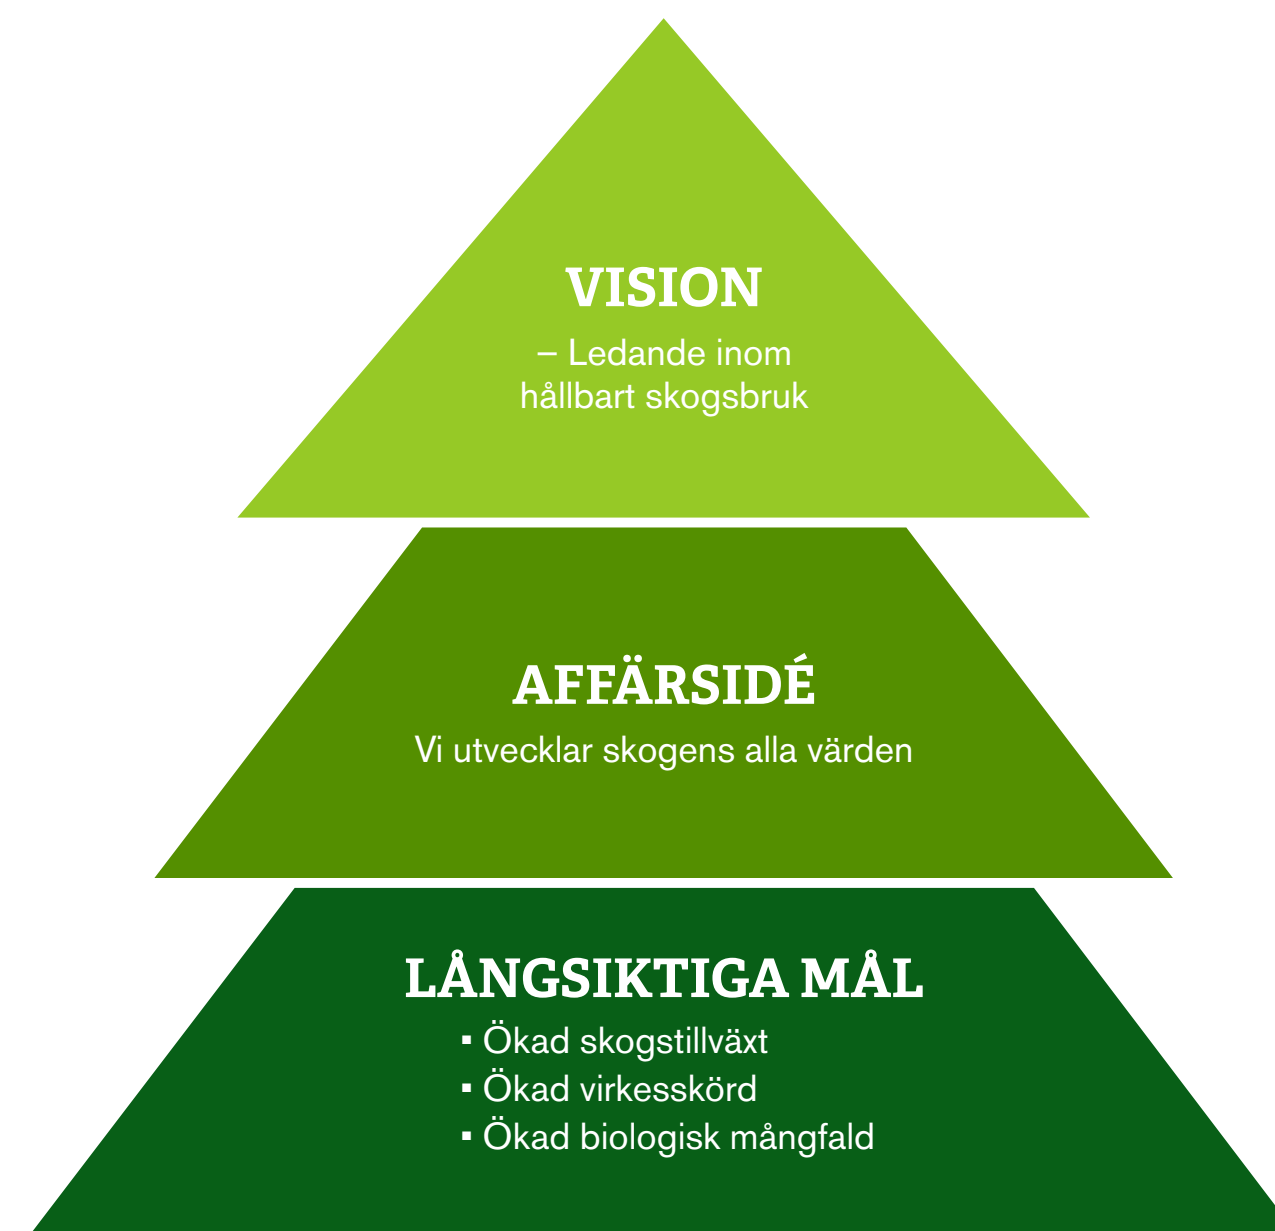 VISION
– Ledande inom
hållbart skogsbruk
AFFÄRSIDÉ
Vi utvecklar skogens alla värden
LÅNGSIKTIGA MÅL
▪ Ökad skogstillväxt
▪ Ökad virkesskörd
▪ Ökad biologisk mångfald